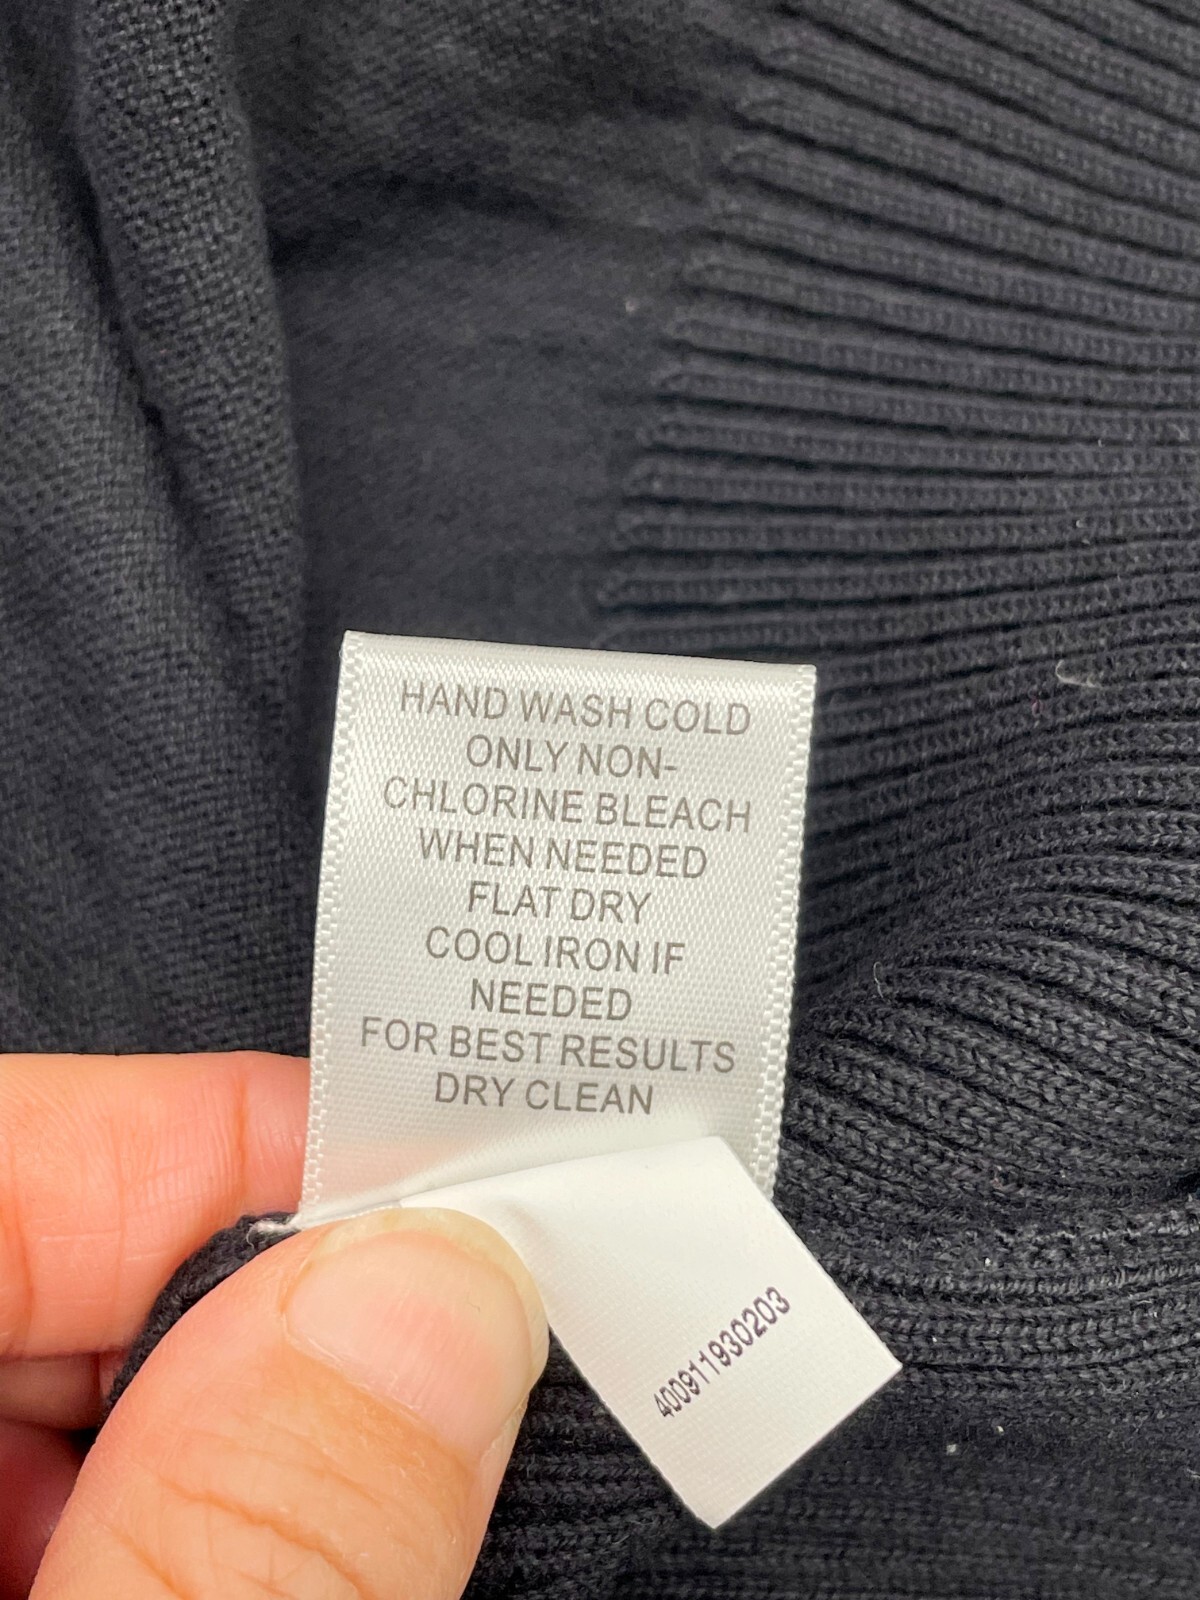 HAND WASH COLD
ONLY NON-
CHLORINE BLEACH
WHEN NEEDED
FLAT DRY
COOL IRON IF
NEEDED
FOR BEST RESULTS
DRY CLEAN
400911930203